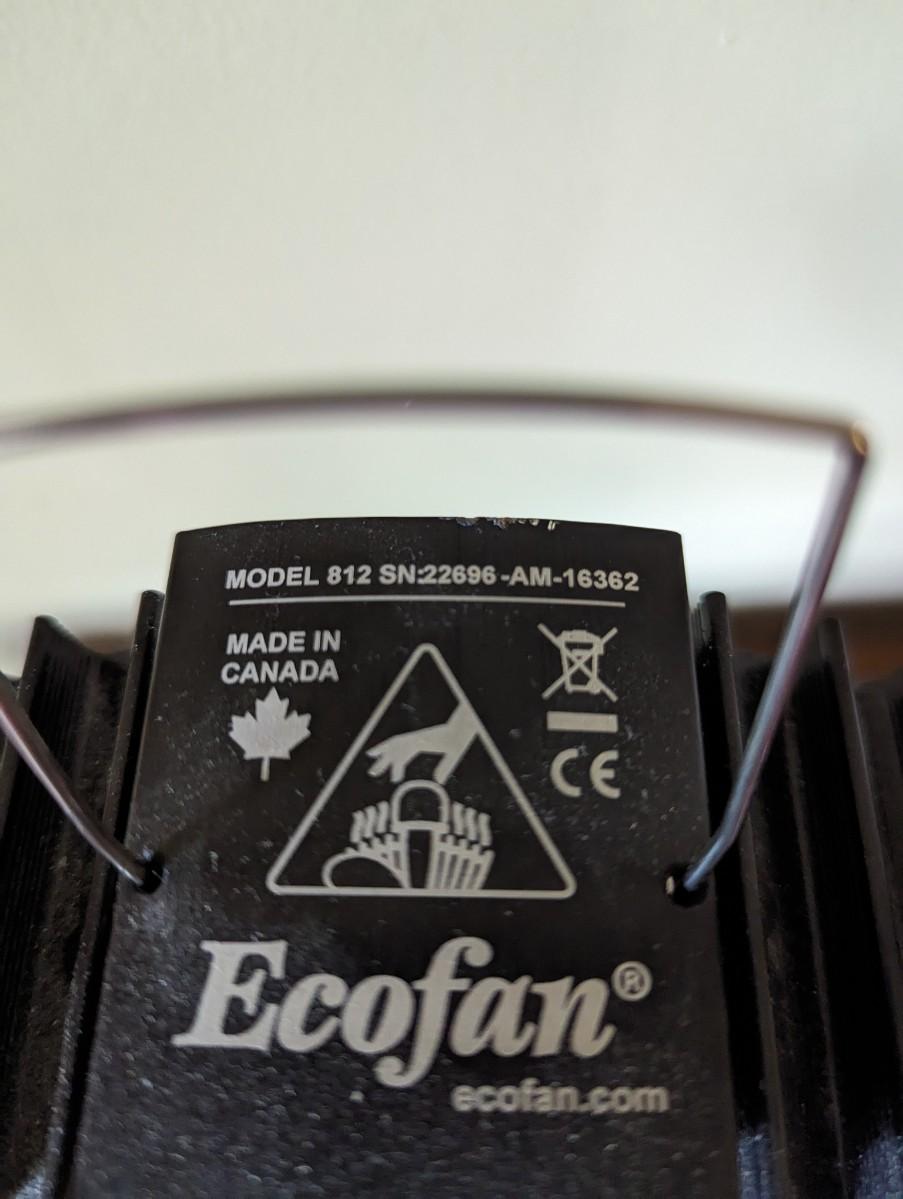 MODEL 812 SN:22696-AM-16362
MADE IN
CANADA
CE
Ecofan®
ecofan.com